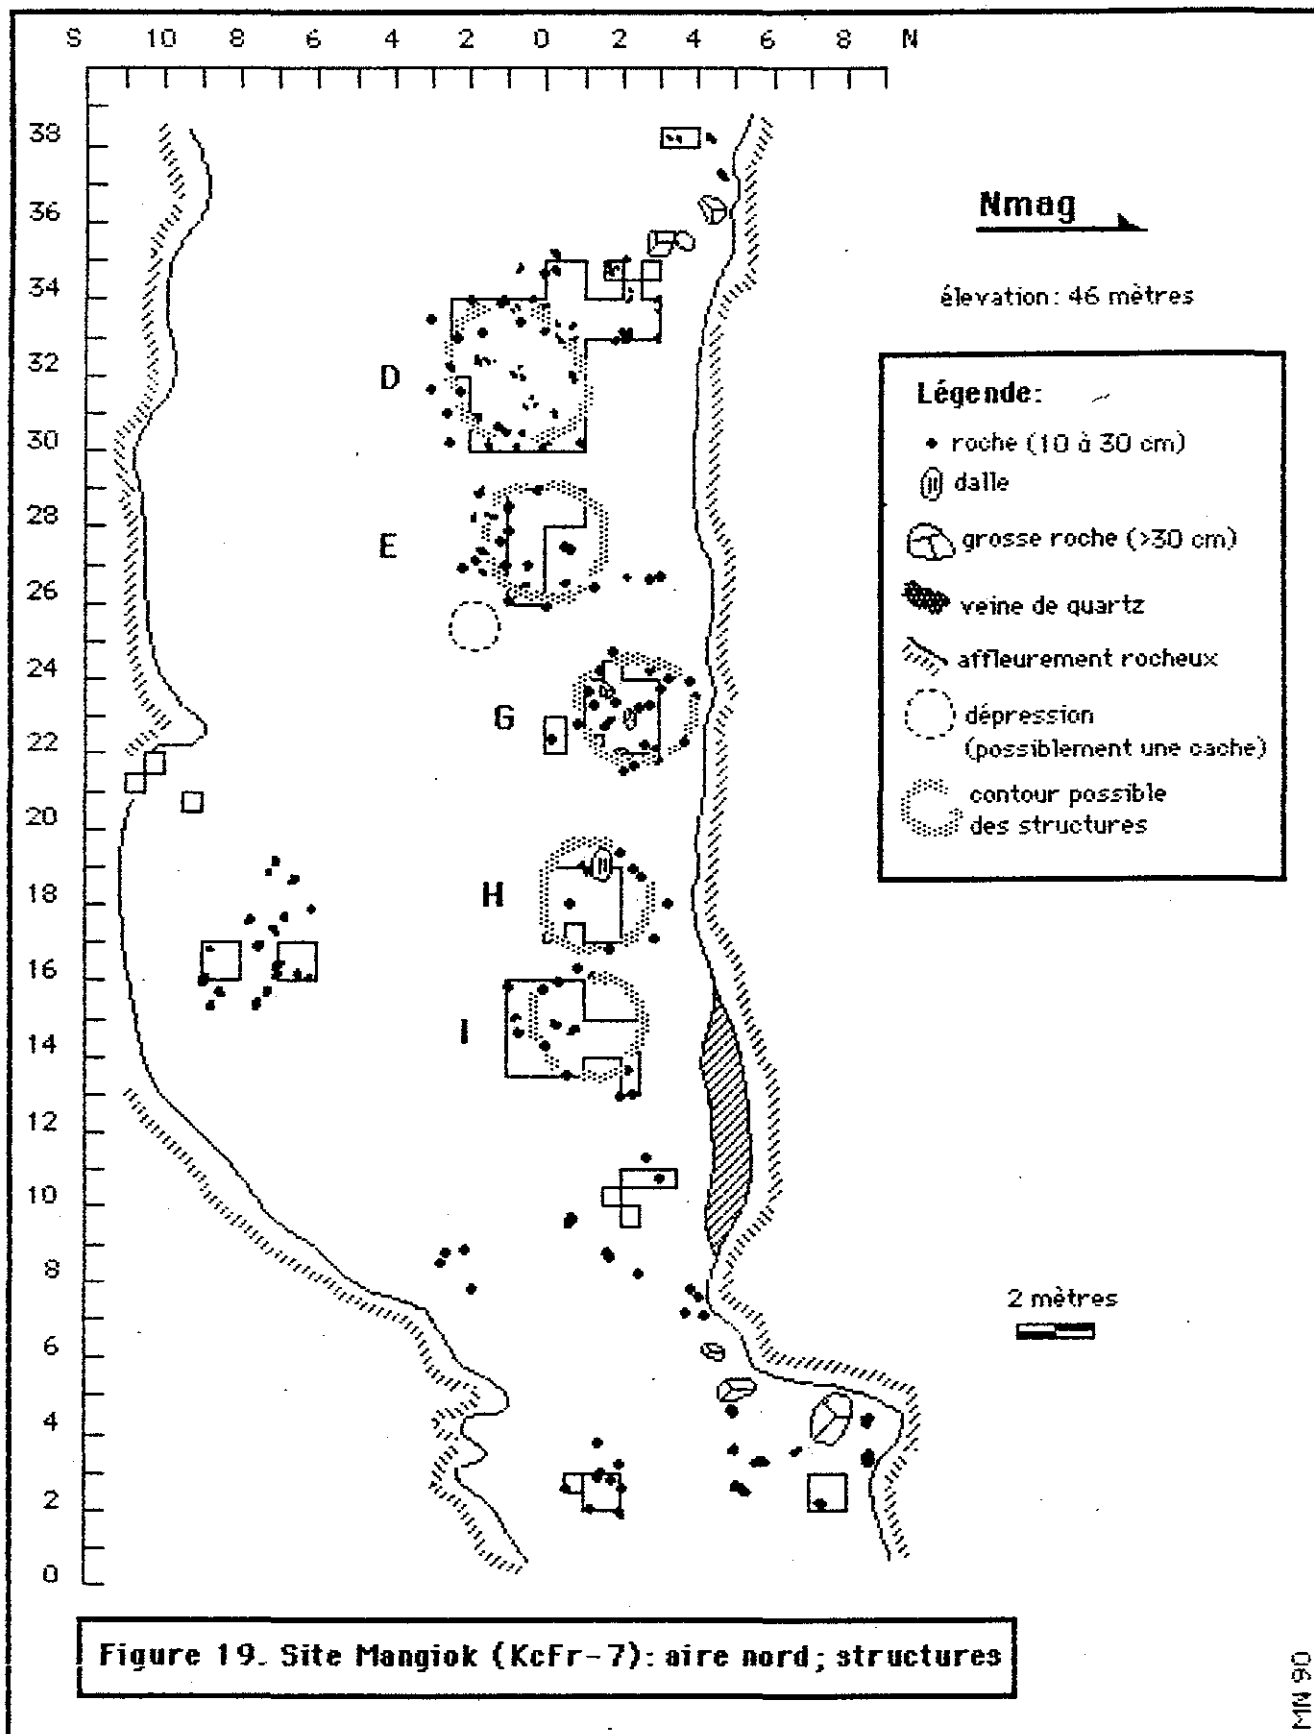 S 10 8 6 4 2 0 2 4 6 8 N
38
36
34
32
30
28
26
24
22
20
18
16
14
12
10
8
6
4
2
0
D
E
G
H
I
Nmag
élevation: 46 mètres
Légende:
roche (10 à 30 cm)
dalle
grosse roche (>30 cm)
veine de quartz
affleurement rocheux
dépression
(possiblement une cache)
contour possible
des structures
2 mètres
Figure 19. Site Mangiok (KcFr-7): aire nord; structures
MN 90